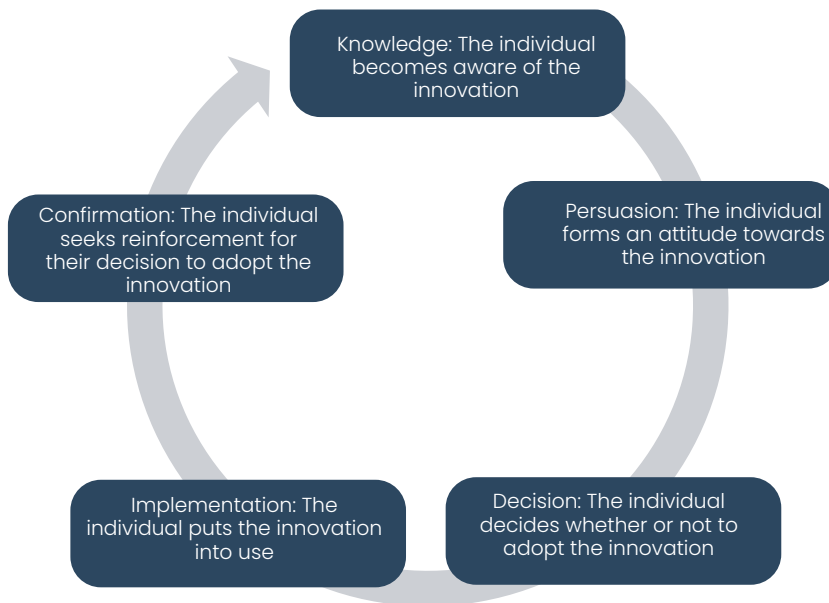 Knowledge: The individual
becomes aware of the
innovation
Persuasion: The individual
forms an attitude towards
the innovation
Decision: The individual
decides whether or not to
adopt the innovation
Implementation: The
individual puts the innovation
into use
Confirmation: The individual
seeks reinforcement for
their decision to adopt the
innovation